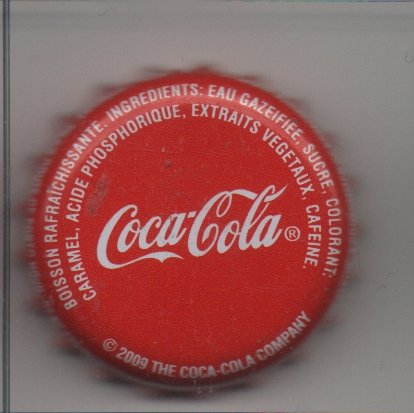 BOISSON RAFRAICHISSANTE. INGREDIENTS: EAU GAZEIFIEE, SUCRE, COLORANT:
CARAMEL, ACIDE PHOSPHORIQUE, EXTRAITS VEGETAUX, CAFEINE.
Coca-Cola®
© 2009 THE COCA-COLA COMPANY